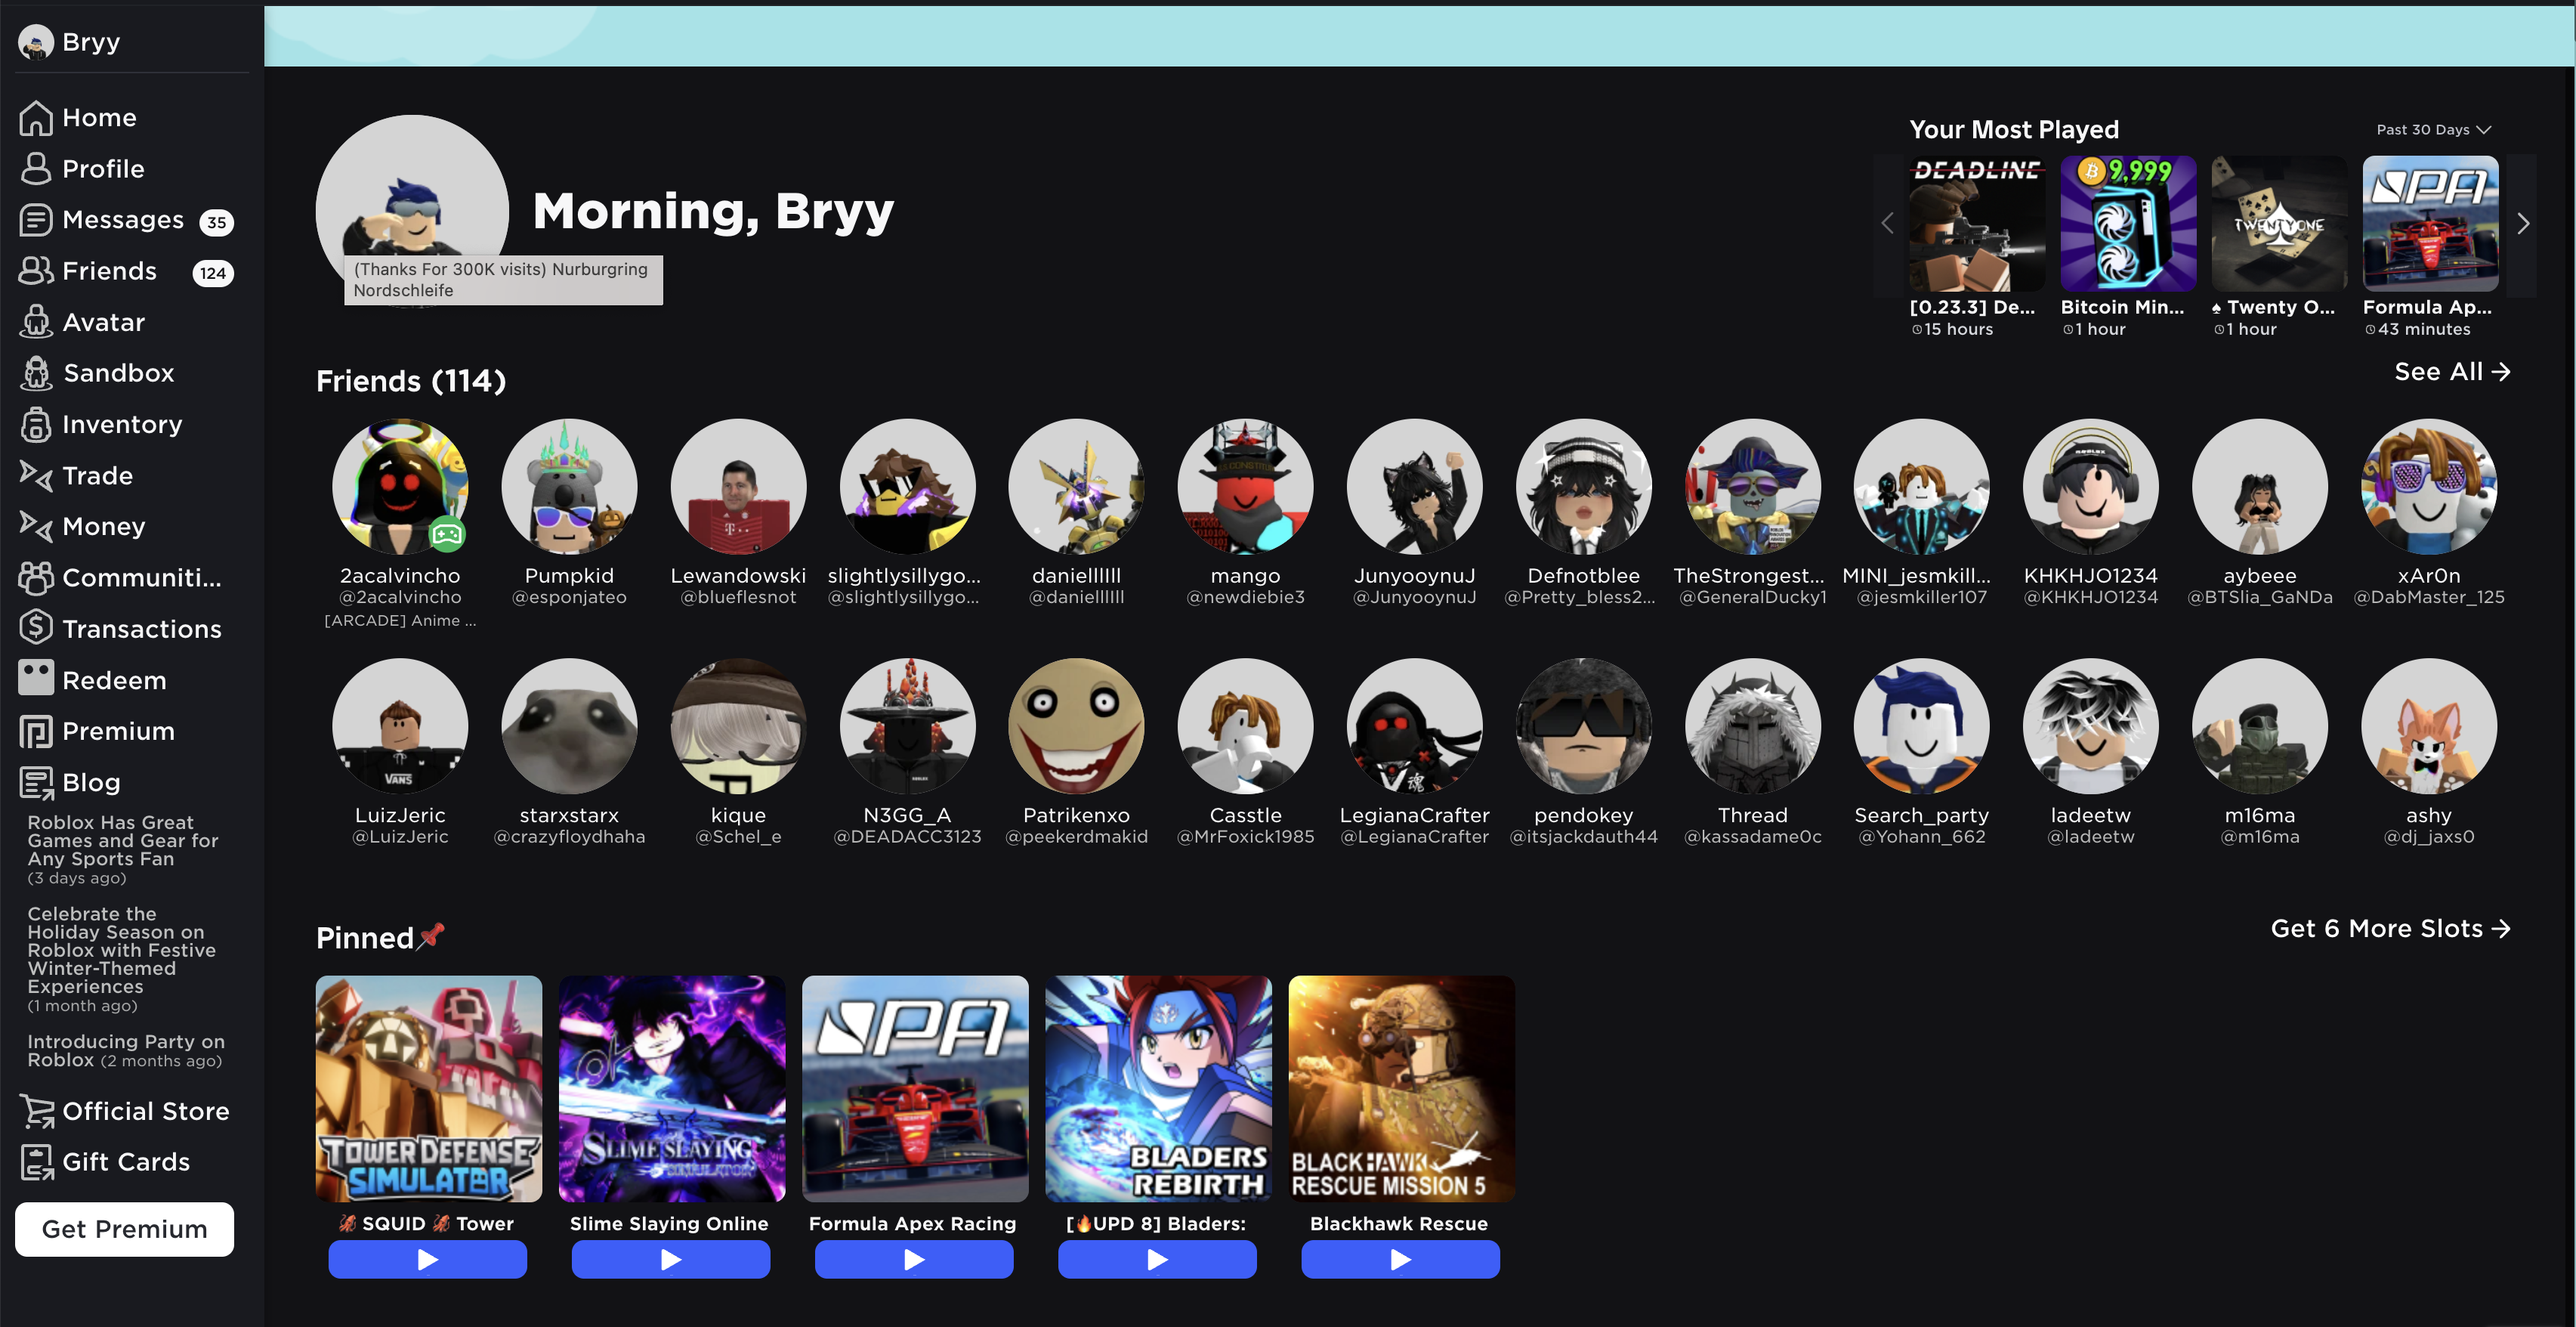 Bryy
Home
Profile
Messages 35
Friends 124
Avatar
Sandbox
Inventory
Trade
Money
Communiti...
Transactions
Redeem
Premium
Blog
Roblox Has Great
Games and Gear for
Any Sports Fan
(3 days ago)
Celebrate the
Holiday Season on
Roblox with Festive
Winter-Themed
Experiences
(1 month ago)
Introducing Party on
Roblox (2 months ago)
Official Store
Gift Cards
Get Premium
Morning, Bryy
(Thanks For 300K visits) Nurburgring
Nordschleife
Your Most Played
Past 30 Days
DEADLINE
9,999
TWENTY ONE
[0.23.3] De...
Bitcoin Min...
♠ Twenty O...
Formula Ap...
15 hours
1 hour
1 hour
43 minutes
Friends (114)
See All →
2acalvincho
Pumpkid
Lewandowski
slightlysillygo...
daniellllll
mango
JunyooynuJ
Defnotblee
TheStrongest...
MINI_jesmkill...
KHKHJO1234
aybeee
xAr0n
@2acalvincho
@esponjateo
@blueflesnot
@slightlysillygo...
@daniellllll
@newdiebie3
@JunyooynuJ
@Pretty_bless2...
@GeneralDucky1
@jesmkiller107
@KHKHJO1234
@BTSlia_GaNDa
@DabMaster_125
[ARCADE] Anime ...
VANS
LuizJeric
starxstarx
kique
N3GG_A
Patrikenxo
Casstle
LegianaCrafter
pendokey
Thread
Search_party
ladeetw
m16ma
ashy
@LuizJeric
@crazyfloydhaha
@Schel_e
@DEADACC3123
@peekerdmakid
@MrFoxick1985
@LegianaCrafter
@itsjackdauth44
@kassadame0c
@Yohann_662
@ladeetw
@m16ma
@dj_jaxs0
Pinned📌
Get 6 More Slots →
TOWER DEFENSE
SIMULATOR
SLIME SLAYING
SIMULATOR
BLADERS
REBIRTH
BLACKHAWK
RESCUE MISSION 5
🦑 SQUID 🦑 Tower
Slime Slaying Online
Formula Apex Racing
[🔥UPD 8] Bladers:
Blackhawk Rescue